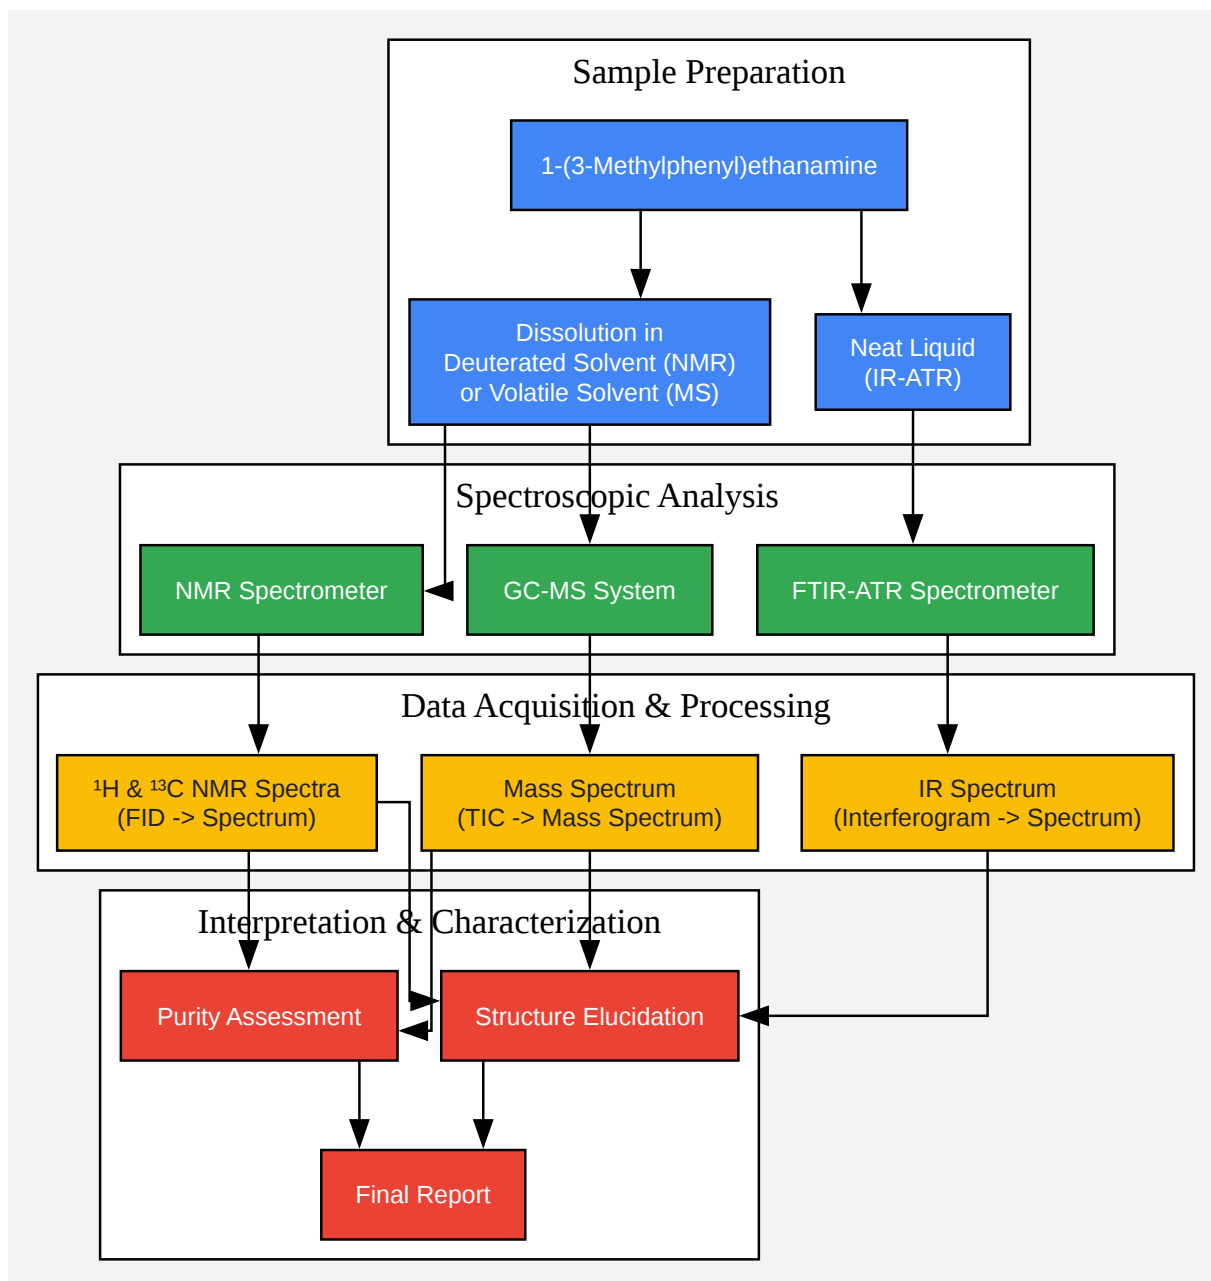 Sample Preparation
1-(3-Methylphenyl)ethanamine
Dissolution in
Deuterated Solvent (NMR)
or Volatile Solvent (MS)
Neat Liquid
(IR-ATR)
Spectroscopic Analysis
NMR Spectrometer
GC-MS System
FTIR-ATR Spectrometer
Data Acquisition & Processing
¹H & ¹³C NMR Spectra
(FID -> Spectrum)
Mass Spectrum
(TIC -> Mass Spectrum)
IR Spectrum
(Interferogram -> Spectrum)
Interpretation & Characterization
Purity Assessment
Structure Elucidation
Final Report